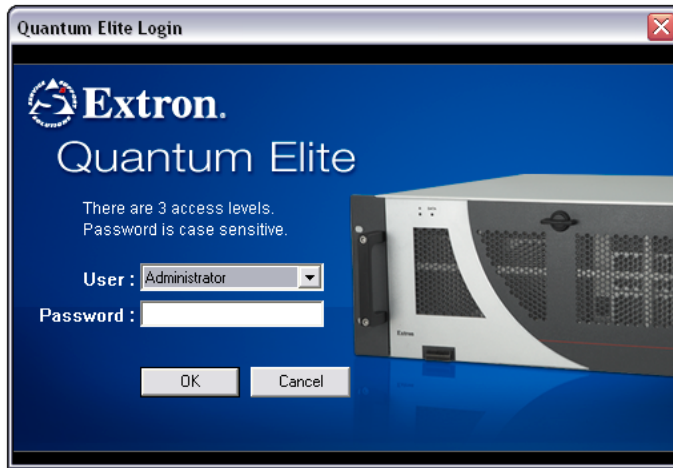 Quantum Elite Login
Extron.
Quantum Elite
There are 3 access levels.
Password is case sensitive.
User : Administrator
Password :
OK Cancel
Extron